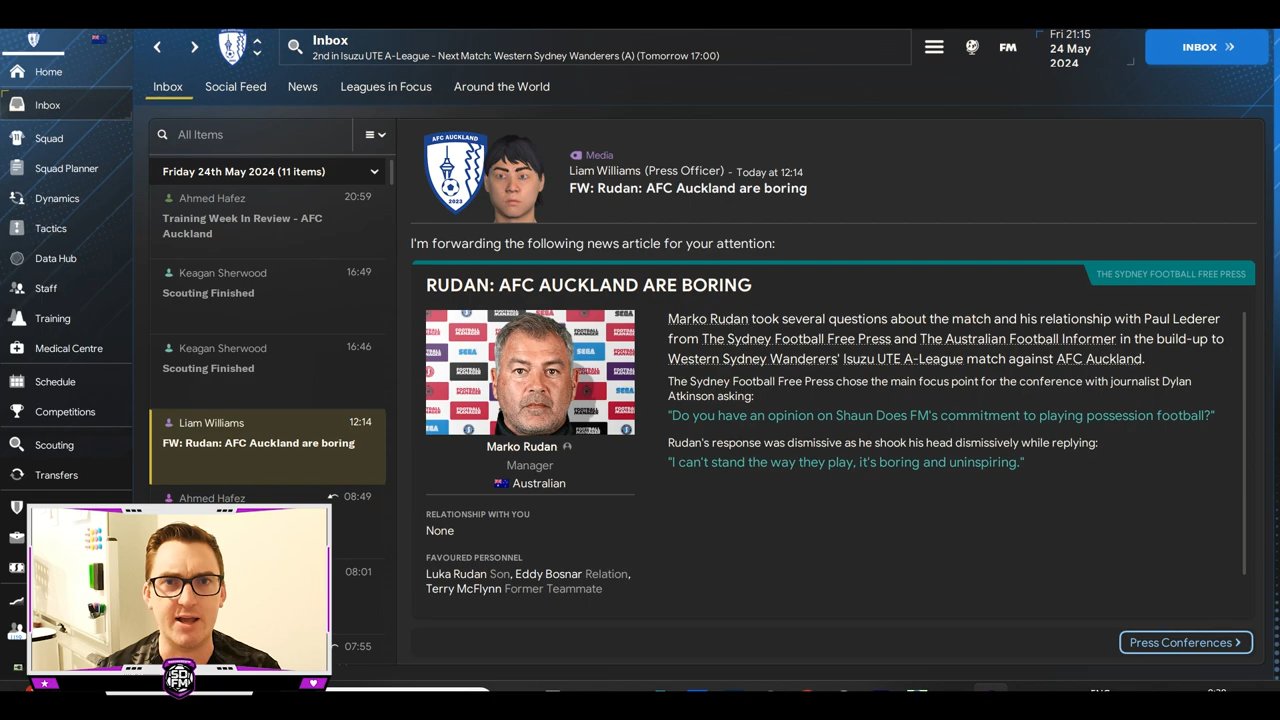 Inbox
2nd in Isuzu UTE A-League - Next Match: Western Sydney Wanderers (A) (Tomorrow 17:00)
FM
Fri 21:15
24 May
2024
INBOX
Home
Inbox
Squad
Squad Planner
Dynamics
Tactics
Data Hub
Staff
Training
Medical Centre
Schedule
Competitions
Scouting
Transfers
Inbox
Social Feed
News
Leagues in Focus
Around the World
All Items
Friday 24th May 2024 (11 items)
Ahmed Hafez 20:59
Training Week In Review - AFC
Auckland
Keagan Sherwood 16:49
Scouting Finished
Keagan Sherwood 16:46
Scouting Finished
Liam Williams 12:14
FW: Rudan: AFC Auckland are boring
Ahmed Hafez 08:49
08:01
07:55
AFC AUCKLAND
2023
Media
Liam Williams (Press Officer) - Today at 12:14
FW: Rudan: AFC Auckland are boring
I'm forwarding the following news article for your attention:
THE SYDNEY FOOTBALL FREE PRESS
RUDAN: AFC AUCKLAND ARE BORING
Marko Rudan
Manager
Australian
RELATIONSHIP WITH YOU
None
FAVOURED PERSONNEL
Luka Rudan Son, Eddy Bosnar Relation,
Terry McFlynn Former Teammate
Marko Rudan took several questions about the match and his relationship with Paul Lederer
from The Sydney Football Free Press and The Australian Football Informer in the build-up to
Western Sydney Wanderers' Isuzu UTE A-League match against AFC Auckland.
The Sydney Football Free Press chose the main focus point for the conference with journalist Dylan
Atkinson asking:
"Do you have an opinion on Shaun Does FM's commitment to playing possession football?"
Rudan's response was dismissive as he shook his head dismissively while replying:
"I can't stand the way they play, it's boring and uninspiring."
Press Conferences
SD
FM